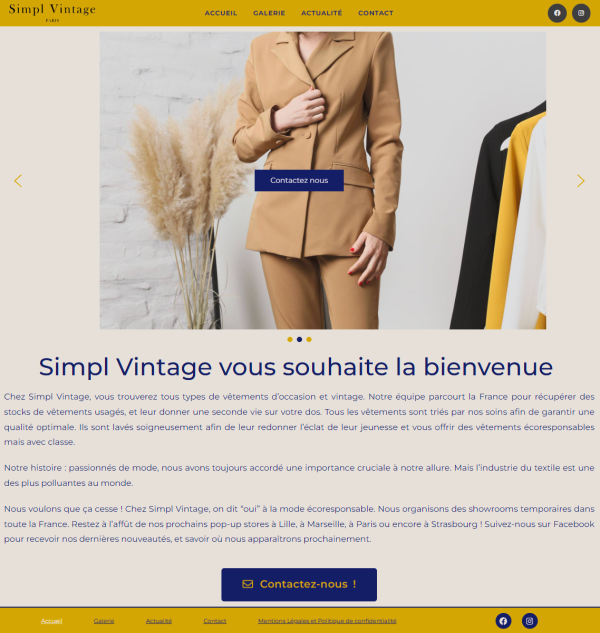 Simpl Vintage
PARIS
ACCUEIL GALERIE ACTUALITÉ CONTACT
Contactez nous
Simpl Vintage vous souhaite la bienvenue
Chez Simpl Vintage, vous trouverez tous types de vêtements d'occasion et vintage. Notre équipe parcourt la France pour récupérer des
stocks de vêtements usagés, et leur donner une seconde vie sur votre dos. Tous les vêtements sont triés par nos soins afin de garantir une
qualité optimale. Ils sont lavés soigneusement afin de leur redonner l'éclat de leur jeunesse et vous offrir des vêtements écoresponsables
mais avec classe.
Notre histoire : passionnés de mode, nous avons toujours accordé une importance cruciale à notre allure. Mais l'industrie du textile est une
des plus polluantes au monde.
Nous voulons que ça cesse ! Chez Simpl Vintage, on dit "oui" à la mode écoresponsable. Nous organisons des showrooms temporaires dans
toute la France. Restez à l'affût de nos prochains pop-up stores à Lille, à Marseille, à Paris ou encore à Strasbourg ! Suivez-nous sur Facebook
pour recevoir nos dernières nouveautés, et savoir où nous apparaîtrons prochainement.
Contactez-nous !
Accueil Galerie Actualité Contact Mentions Légales et Politique de confidentialité